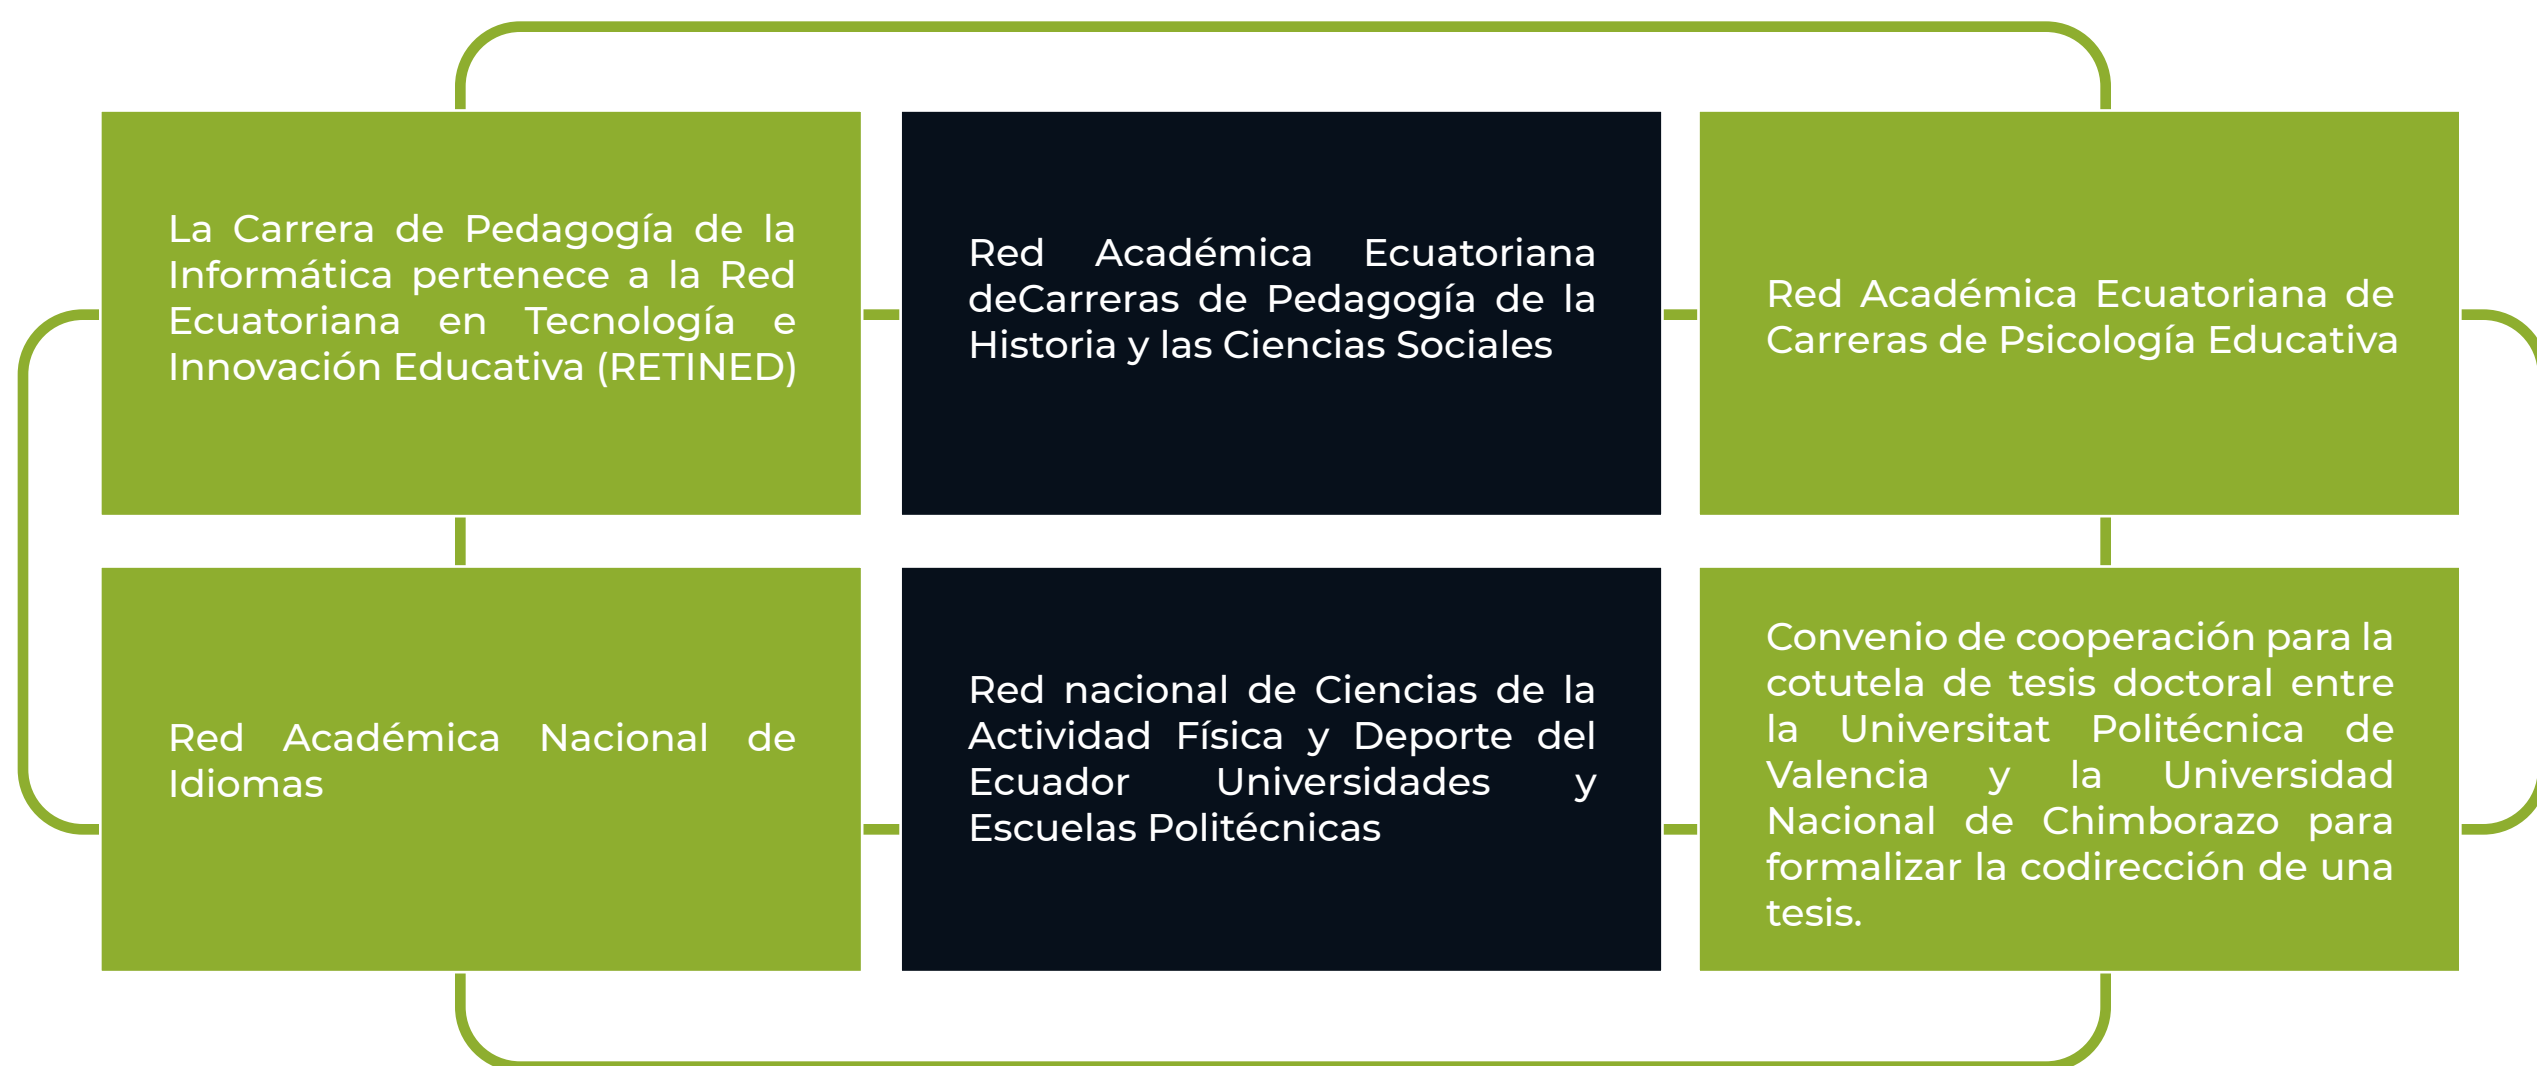 La Carrera de Pedagogía de la
Informática pertenece a la Red
Ecuatoriana en Tecnología e
Innovación Educativa (RETINED)
Red Académica Ecuatoriana
deCarreras de Pedagogía de la
Historia y las Ciencias Sociales
Red Académica Ecuatoriana de
Carreras de Psicología Educativa
Red Académica Nacional de
Idiomas
Red nacional de Ciencias de la
Actividad Física y Deporte del
Ecuador Universidades y
Escuelas Politécnicas
Convenio de cooperación para la
cotutela de tesis doctoral entre
la Universitat Politécnica de
Valencia y la Universidad
Nacional de Chimborazo para
formalizar la codirección de una
tesis.